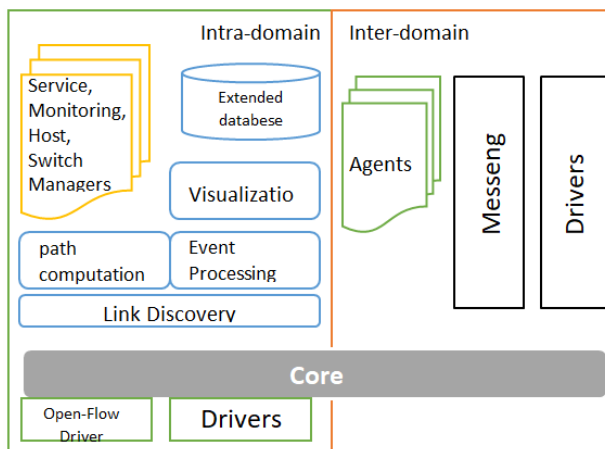 Intra-domain
Inter-domain
Service,
Monitoring,
Host,
Switch
Managers
Extended
databese
Visualizatio
path
computation
Event
Processing
Link Discovery
Agents
Messeng
Drivers
Core
Open-Flow
Driver
Drivers